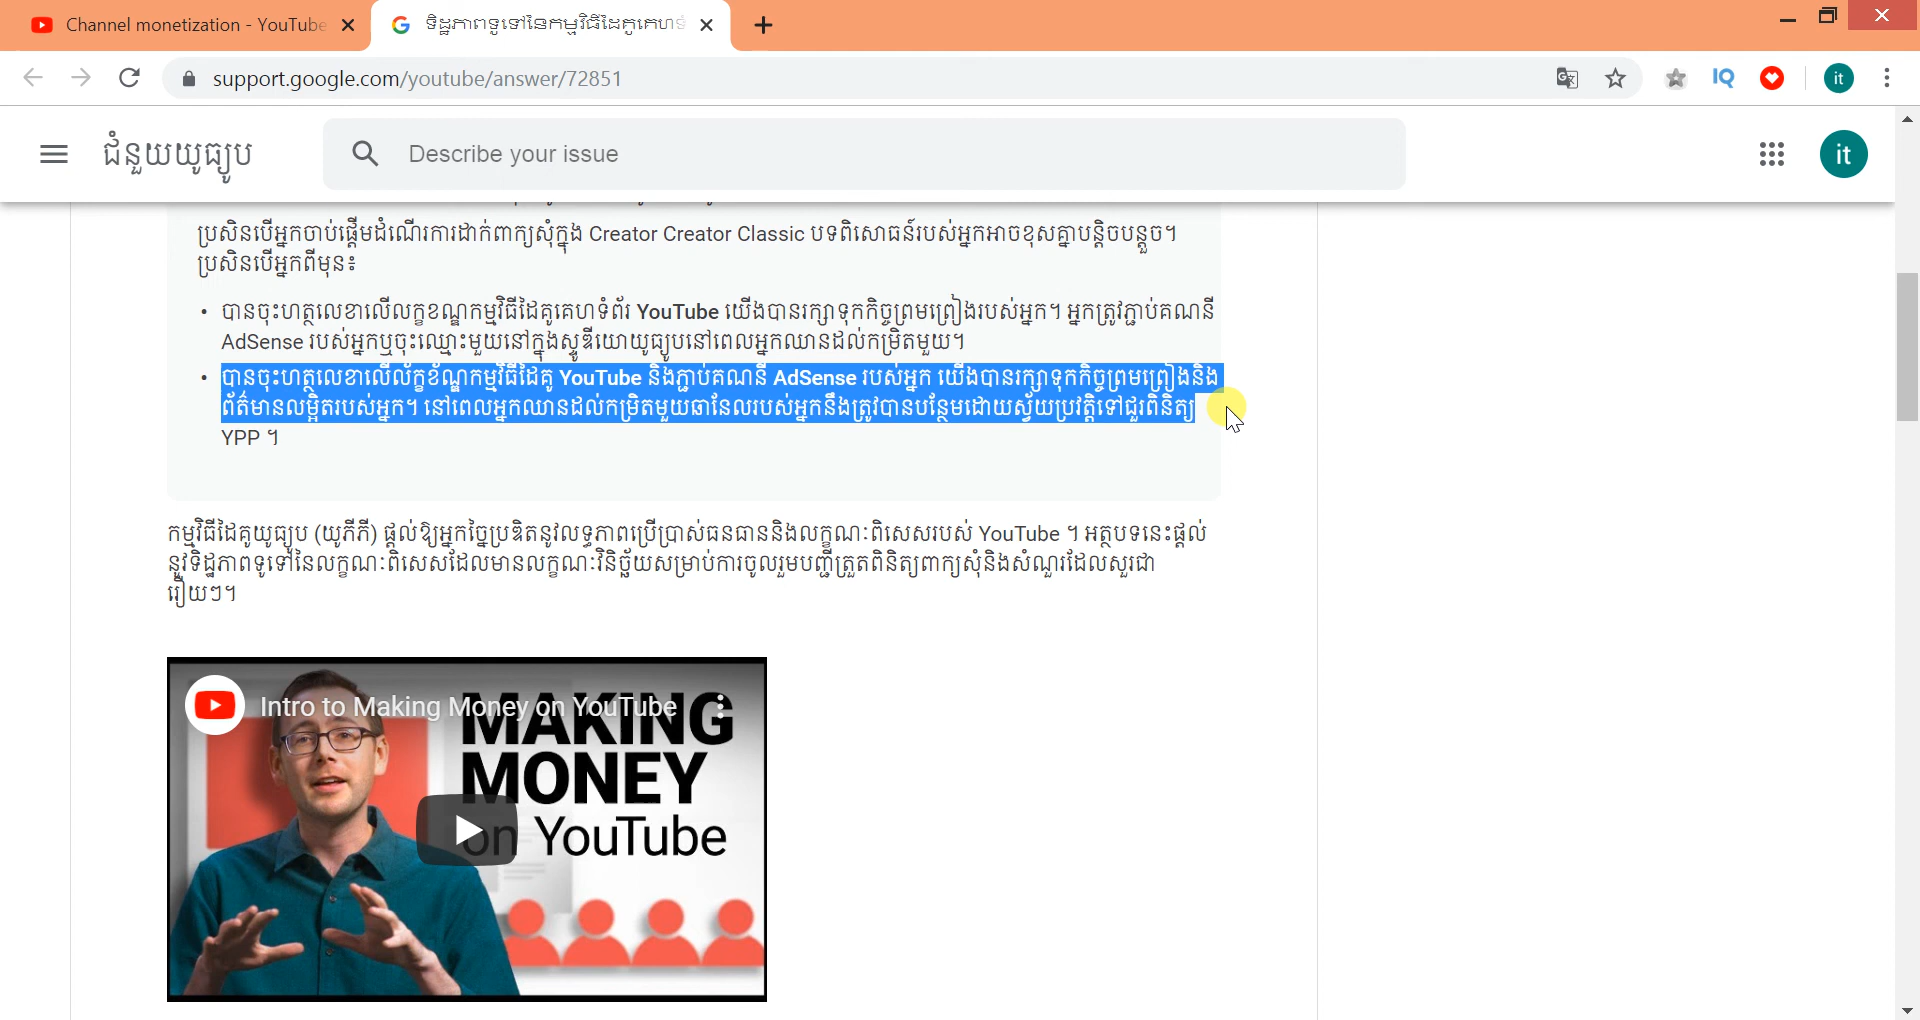 Channel monetization - YouTube
ទិដ្ឋភាពទូទៅនៃកម្មវិធីដៃគូគេហទំ
support.google.com/youtube/answer/72851
IQ
it
ជំនួយយូធ្យូប
Describe your issue
it
ប្រសិនបើអ្នកចាប់ផ្តើមដំណើរការដាក់ពាក្យសុំក្នុង Creator Creator Classic បទពិសោធន៍របស់អ្នកអាចខុសគ្នាបន្តិចបន្តួច។
ប្រសិនបើអ្នកពីមុន៖
• បានចុះហត្ថលេខាលើលក្ខខណ្ឌកម្មវិធីដៃគូគេហទំព័រ YouTube យើងបានរក្សាទុកកិច្ចព្រមព្រៀងរបស់អ្នក។ អ្នកត្រូវភ្ជាប់គណនី
AdSense របស់អ្នកឬចុះឈ្មោះមួយនៅក្នុងស្ទូឌីយោយូធ្យូបនៅពេលអ្នកឈានដល់កម្រិតមួយ។
• បានចុះហត្ថលេខាលើល័ក្ខខ័ណ្ឌកម្មវិធីដៃគូ YouTube និងភ្ជាប់គណនី AdSense របស់អ្នក យើងបានរក្សាទុកកិច្ចព្រមព្រៀងនិង
ព័ត៌មានលម្អិតរបស់អ្នក។ នៅពេលអ្នកឈានដល់កម្រិតមួយឆានែលរបស់អ្នកនឹងត្រូវបានបន្ថែមដោយស្វ័យប្រវត្តិទៅជួរពិនិត្យ
YPP ។
កម្មវិធីដៃគូយូធ្យូប (យូភីភី) ផ្តល់ឱ្យអ្នកច្នៃប្រឌិតនូវលទ្ធភាពប្រើប្រាស់ធនធាននិងលក្ខណៈពិសេសរបស់ YouTube ។ អត្ថបទនេះផ្តល់
នូវទិដ្ឋភាពទូទៅនៃលក្ខណៈពិសេសដែលមានលក្ខណៈវិនិច្ឆ័យសម្រាប់ការចូលរួមបញ្ជីត្រួតពិនិត្យពាក្យសុំនិងសំណួរដែលសួរជា
រឿយៗ។
Intro to Making Money on YouTube
MAKING
MONEY
on YouTube